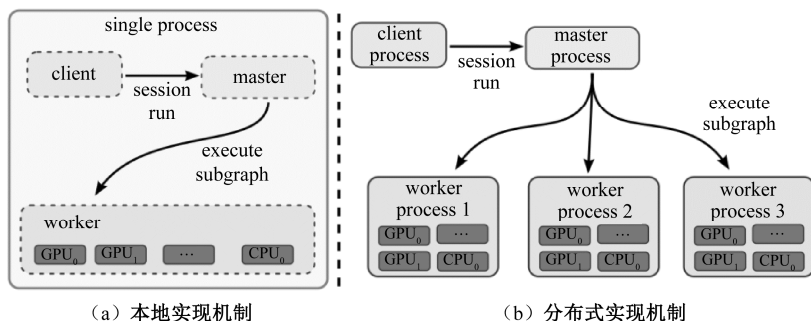 single process
client
session
run
master
execute
subgraph
worker
GPU₀
GPU₁
...
CPU₀
(a) 本地实现机制
client
process
session
run
master
process
execute
subgraph
worker
process 1
GPU₀
...
GPU₁
CPU₀
worker
process 2
GPU₀
...
GPU₁
CPU₀
worker
process 3
GPU₀
...
GPU₁
CPU₀
(b) 分布式实现机制